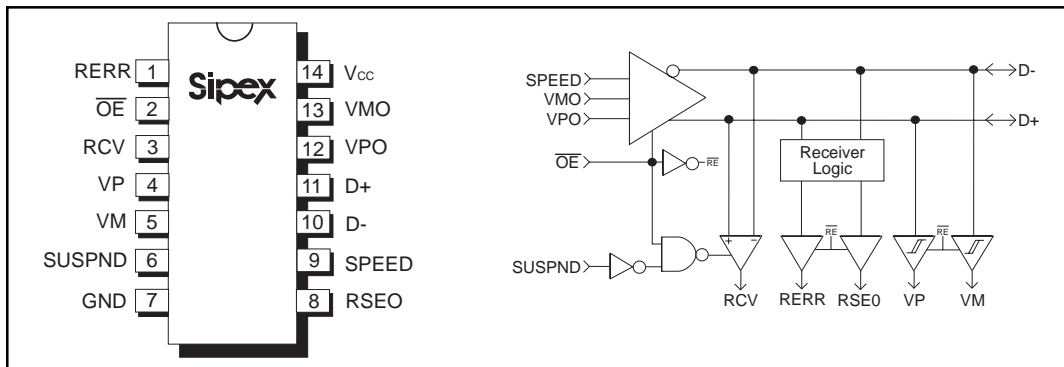 RERR 1
OE 2
RCV 3
VP 4
VM 5
SUSPND 6
GND 7
Sipex
14 Vcc
13 VMO
12 VPO
11 D+
10 D-
9 SPEED
8 RSEO
SPEED
VMO
VPO
OE
SUSPND
RE
D-
D+
Receiver
Logic
+ −
RE
RE
RCV
RERR
RSE0
VP
VM